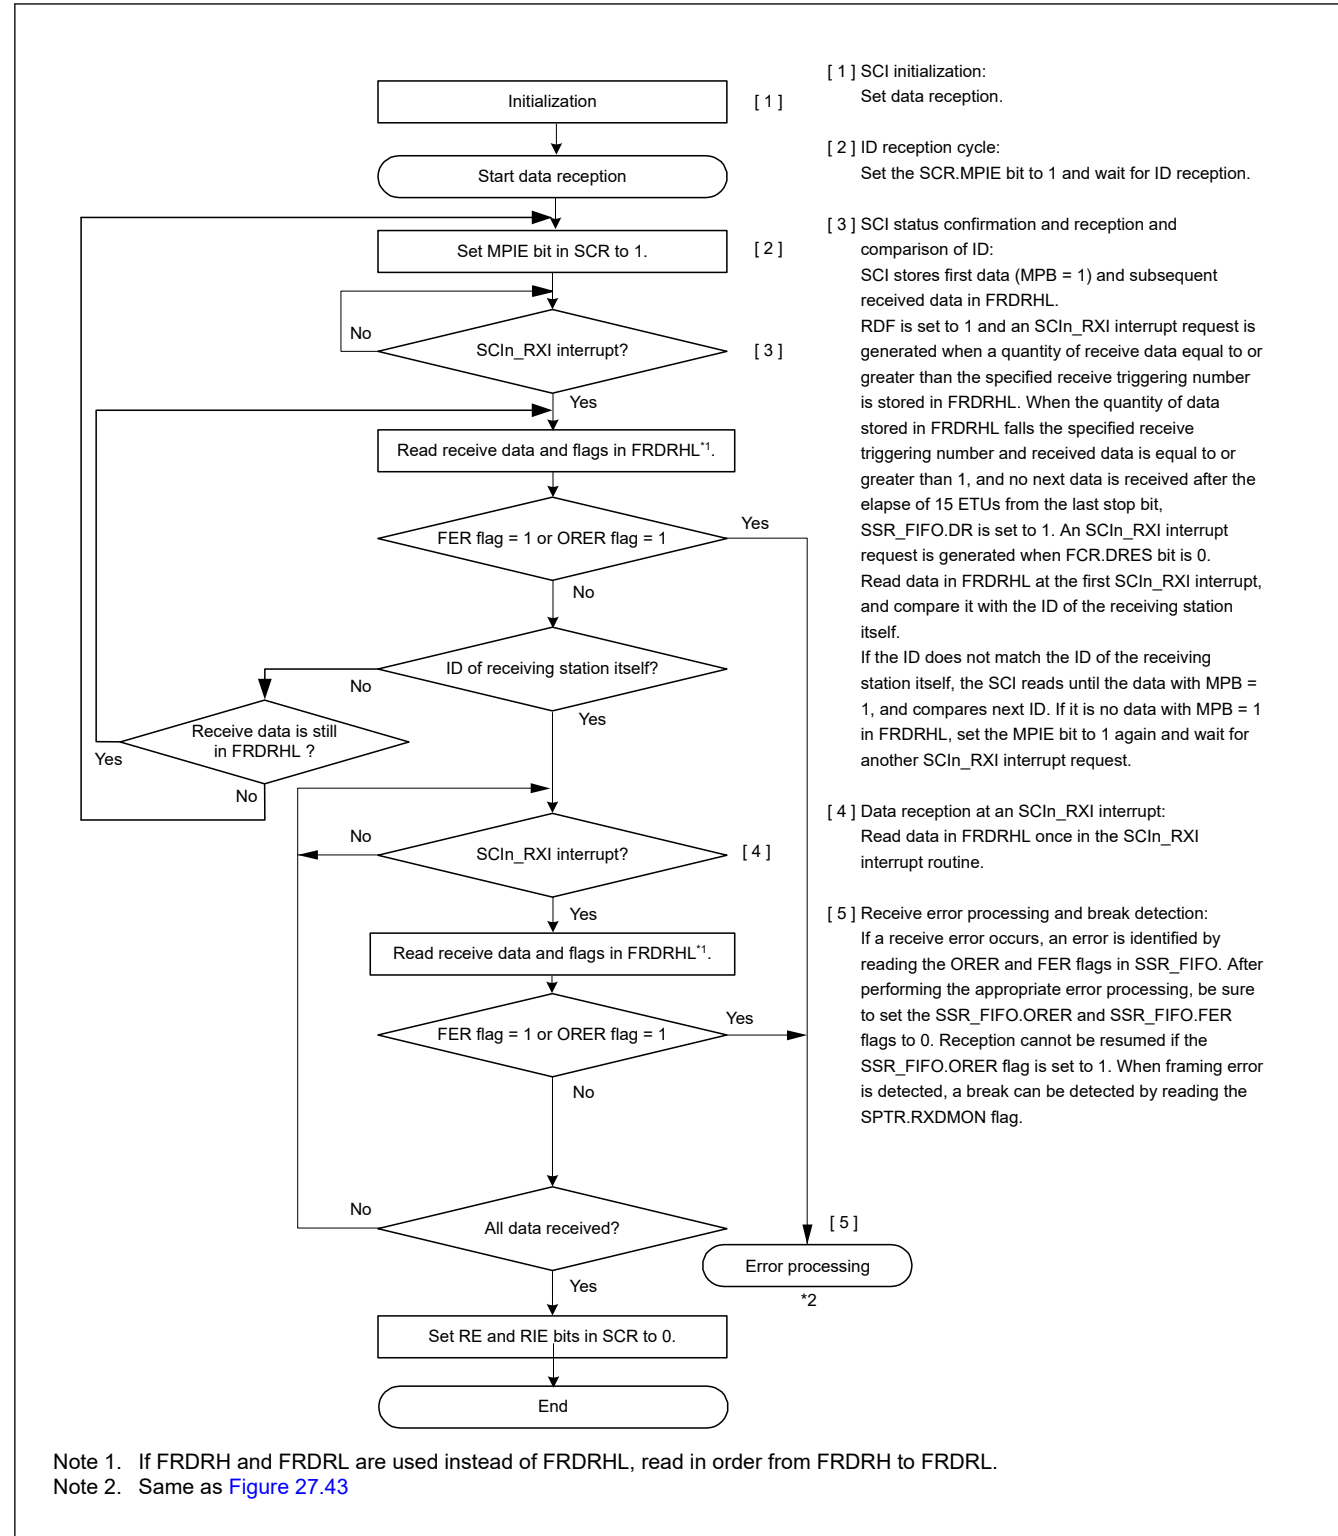 Initialization
[ 1 ]
Start data reception
Set MPIE bit in SCR to 1.
[ 2 ]
No
SCIn_RXI interrupt?
[ 3 ]
Yes
Read receive data and flags in FRDRHL*1.
Yes
FER flag = 1 or ORER flag = 1
No
ID of receiving station itself?
No
Yes
Receive data is still
in FRDRHL ?
Yes
No
No
SCIn_RXI interrupt?
[ 4 ]
Yes
Read receive data and flags in FRDRHL*1.
Yes
FER flag = 1 or ORER flag = 1
No
No
All data received?
[ 5 ]
Error processing
*2
Yes
Set RE and RIE bits in SCR to 0.
End
[ 1 ] SCI initialization:
Set data reception.
[ 2 ] ID reception cycle:
Set the SCR.MPIE bit to 1 and wait for ID reception.
[ 3 ] SCI status confirmation and reception and
comparison of ID:
SCI stores first data (MPB = 1) and subsequent
received data in FRDRHL.
RDF is set to 1 and an SCIn_RXI interrupt request is
generated when a quantity of receive data equal to or
greater than the specified receive triggering number
is stored in FRDRHL. When the quantity of data
stored in FRDRHL falls the specified receive
triggering number and received data is equal to or
greater than 1, and no next data is received after the
elapse of 15 ETUs from the last stop bit,
SSR_FIFO.DR is set to 1. An SCIn_RXI interrupt
request is generated when FCR.DRES bit is 0.
Read data in FRDRHL at the first SCIn_RXI interrupt,
and compare it with the ID of the receiving station
itself.
If the ID does not match the ID of the receiving
station itself, the SCI reads until the data with MPB =
1, and compares next ID. If it is no data with MPB = 1
in FRDRHL, set the MPIE bit to 1 again and wait for
another SCIn_RXI interrupt request.
[ 4 ] Data reception at an SCIn_RXI interrupt:
Read data in FRDRHL once in the SCIn_RXI
interrupt routine.
[ 5 ] Receive error processing and break detection:
If a receive error occurs, an error is identified by
reading the ORER and FER flags in SSR_FIFO. After
performing the appropriate error processing, be sure
to set the SSR_FIFO.ORER and SSR_FIFO.FER
flags to 0. Reception cannot be resumed if the
SSR_FIFO.ORER flag is set to 1. When framing error
is detected, a break can be detected by reading the
SPTR.RXDMON flag.
Note 1. If FRDRH and FRDRL are used instead of FRDRHL, read in order from FRDRH to FRDRL.
Note 2. Same as Figure 27.43